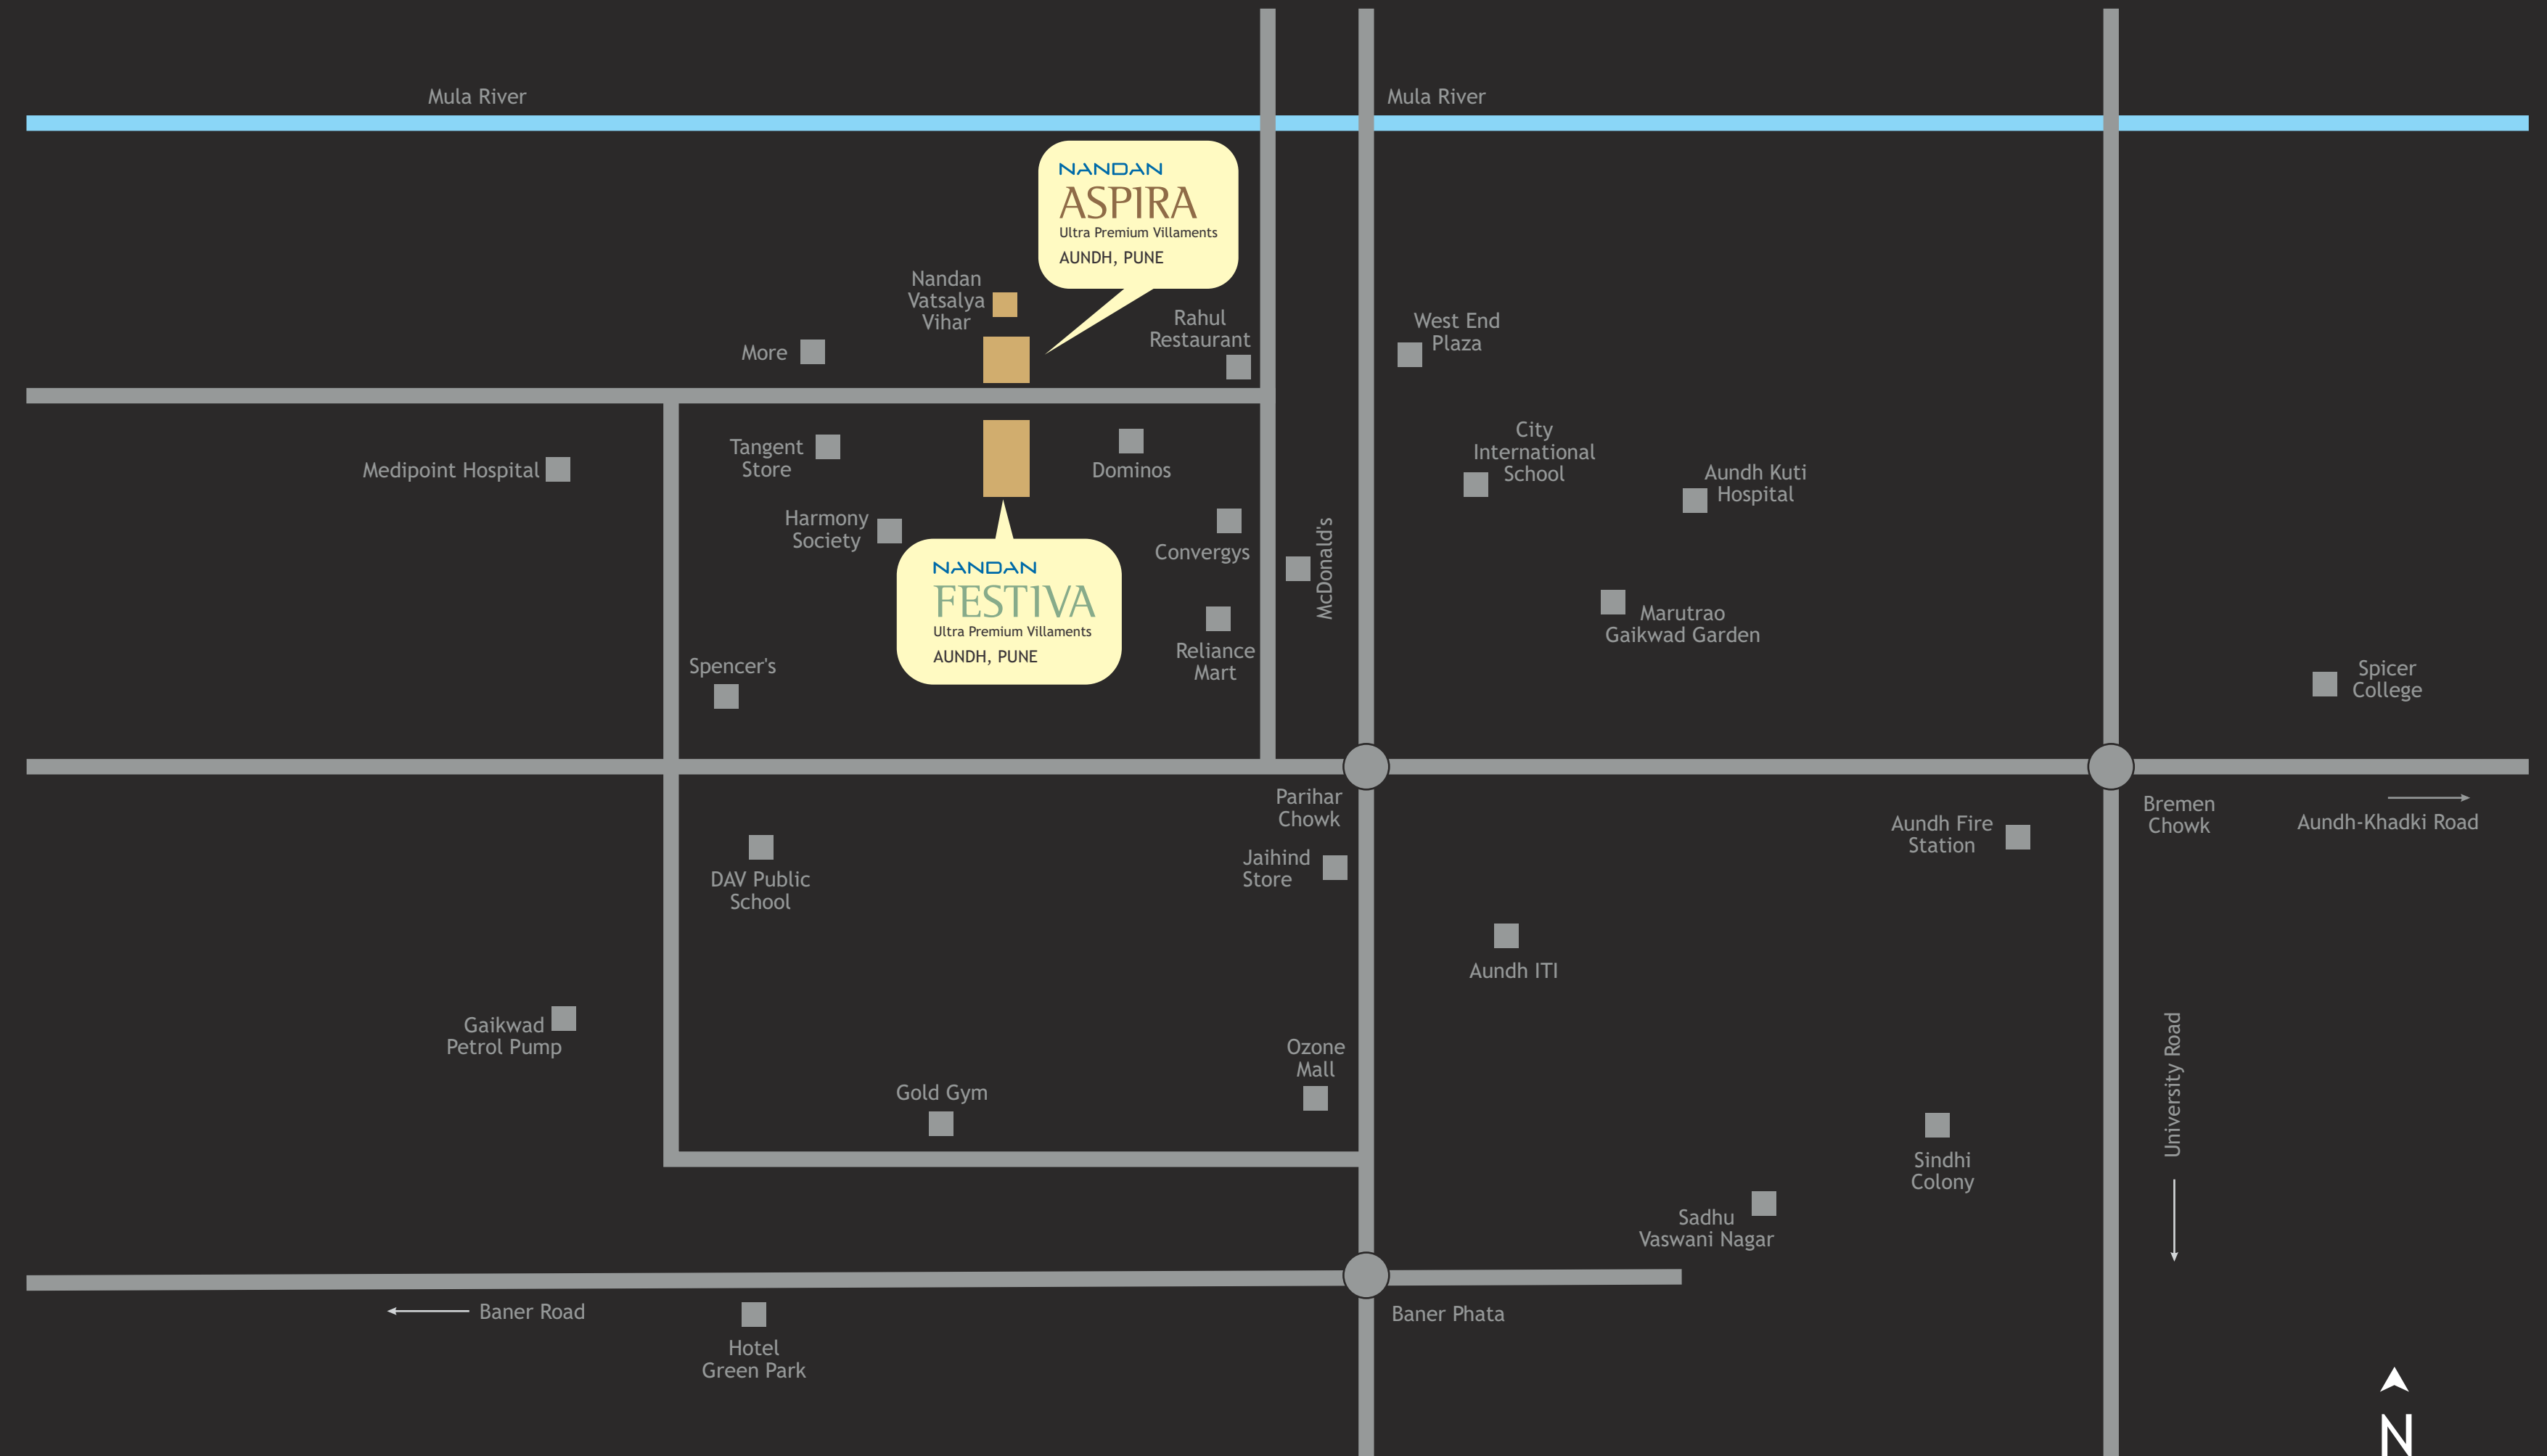 Mula River
Mula River
NANDAN
ASPIRA
Ultra Premium Villaments
AUNDH, PUNE
Nandan
Vatsalya
Vihar
Rahul
Restaurant
West End
Plaza
More
City
International
School
Tangent
Store
Medipoint Hospital
Dominos
Aundh Kuti
Hospital
Harmony
Society
Convergys
McDonald's
NANDAN
FESTIVA
Ultra Premium Villaments
AUNDH, PUNE
Marutrao
Gaikwad Garden
Reliance
Mart
Spencer's
Spicer
College
Parihar
Chowk
Bremen
Chowk
Aundh-Khadki Road
Aundh Fire
Station
Jaihind
Store
DAV Public
School
Aundh ITI
Gaikwad
Petrol Pump
Ozone
Mall
University Road
Gold Gym
Sindhi
Colony
Sadhu
Vaswani Nagar
Baner Road
Baner Phata
Hotel
Green Park
N